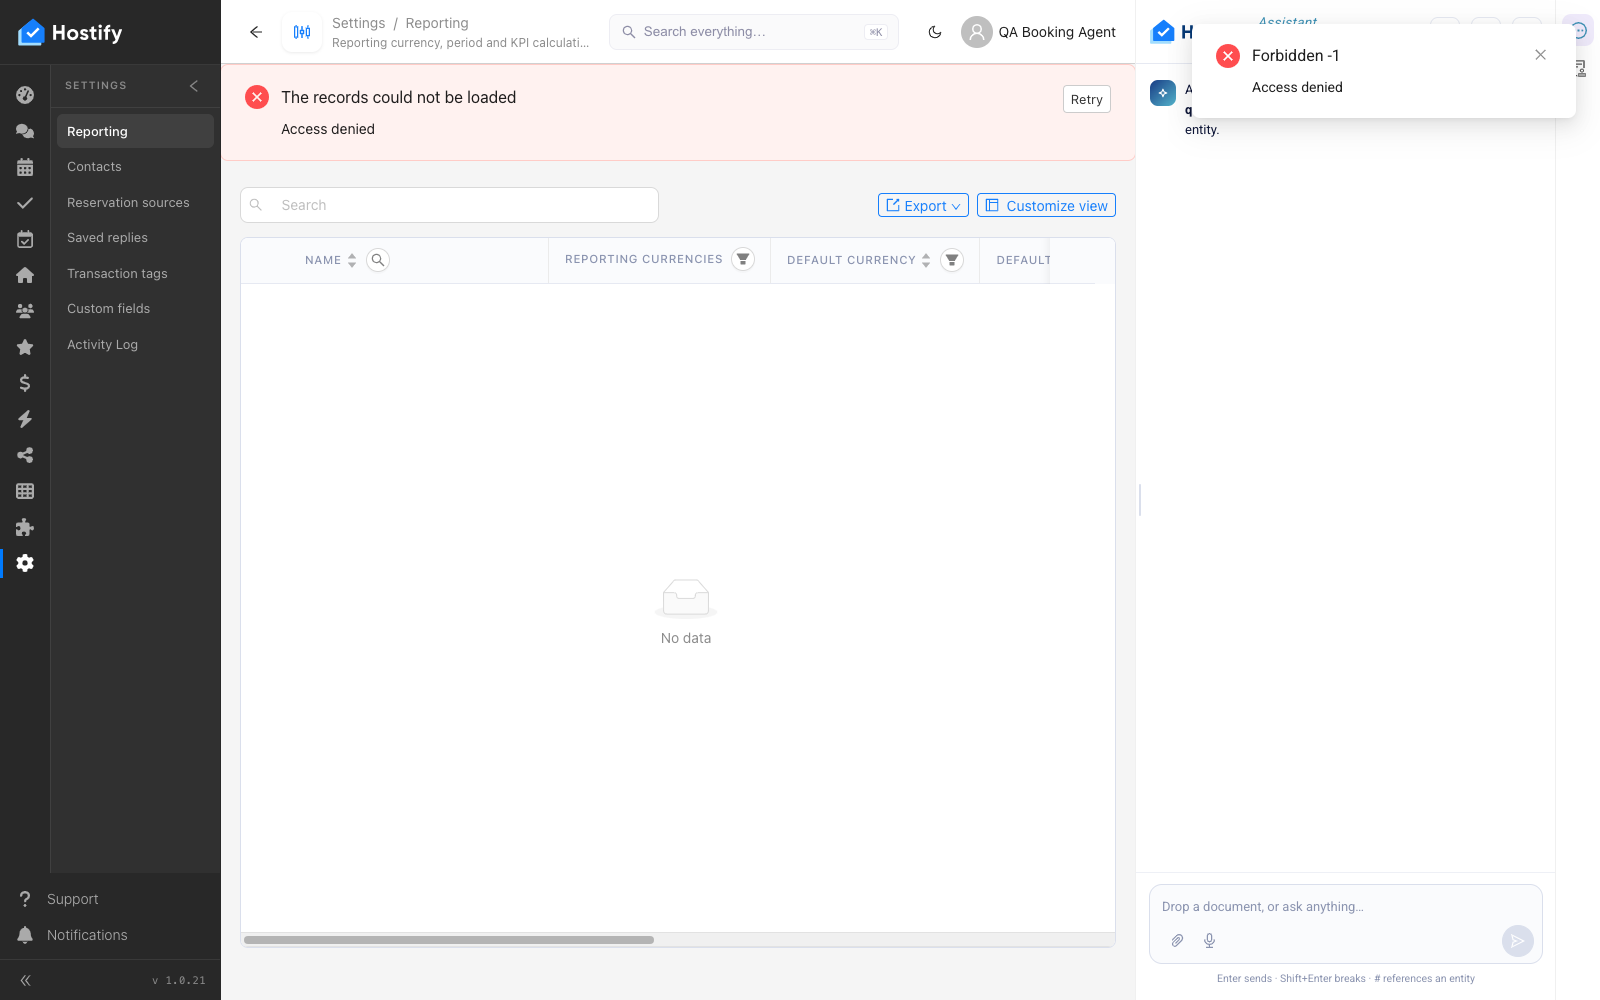 Hostify
SETTINGS
Reporting
Contacts
Reservation sources
Saved replies
Transaction tags
Custom fields
Activity Log
Support
Notifications
v 1.0.21
Settings / Reporting
Reporting currency, period and KPI calculati...
Search everything...
⌘K
QA Booking Agent
The records could not be loaded
Access denied
Retry
Search
Export
Customize view
NAME
REPORTING CURRENCIES
DEFAULT CURRENCY
DEFAULT
No data
Assistant
Forbidden -1
Access denied
entity.
Drop a document, or ask anything...
Enter sends · Shift+Enter breaks · # references an entity